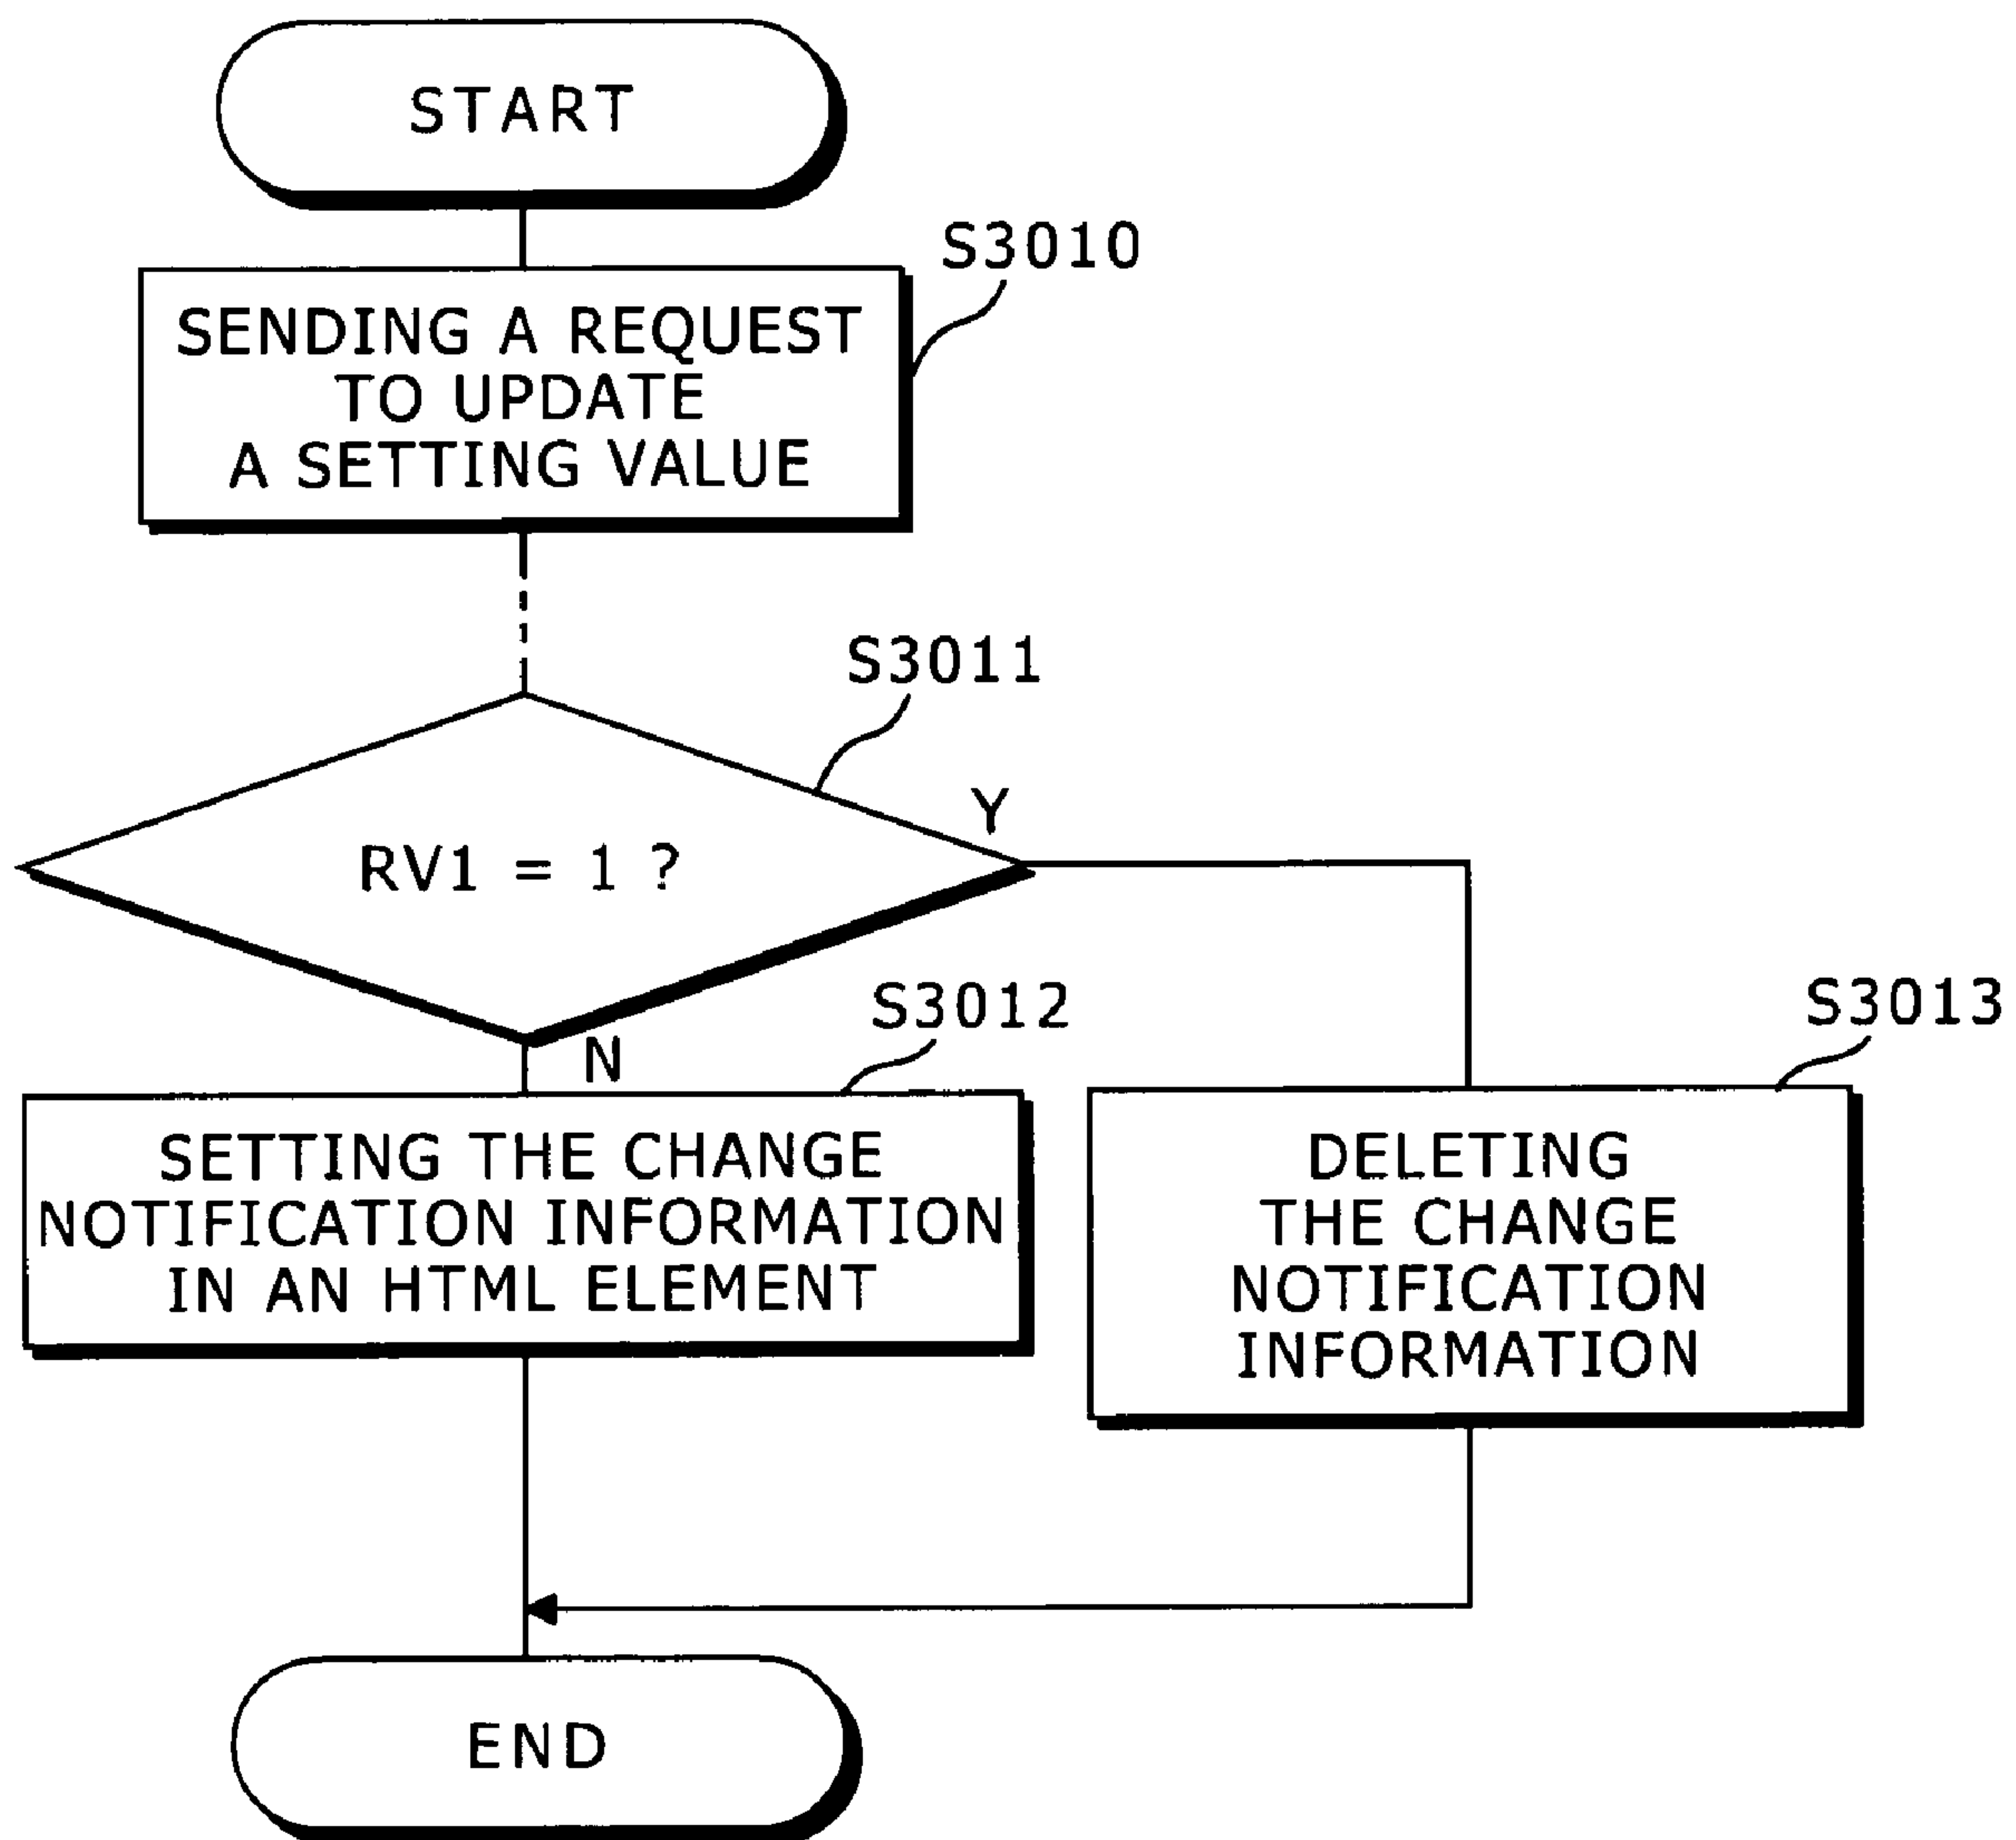 START
S3010
SENDING A REQUEST
TO UPDATE
A SETTING VALUE
S3011
Y
RV1 = 1 ?
N
S3012
SETTING THE CHANGE
NOTIFICATION INFORMATION
IN AN HTML ELEMENT
S3013
DELETING
THE CHANGE
NOTIFICATION
INFORMATION
END